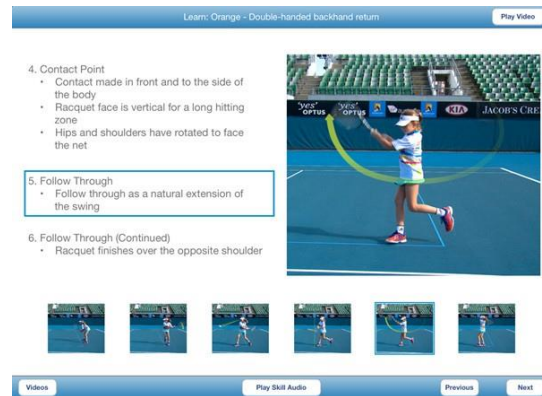 Learn: Orange - Double-handed backhand return
Play Video
4. Contact Point
• Contact made in front and to the side of
the body
• Racquet face is vertical for a long hitting
zone
• Hips and shoulders have rotated to face
the net
5. Follow Through
• Follow through as a natural extension of
the swing
6. Follow Through (Continued)
• Racquet finishes over the opposite shoulder
'yes' OPTUS
'yes' OPTUS
KIA
JACOB'S CRE
Videos
Play Skill Audio
Previous
Next